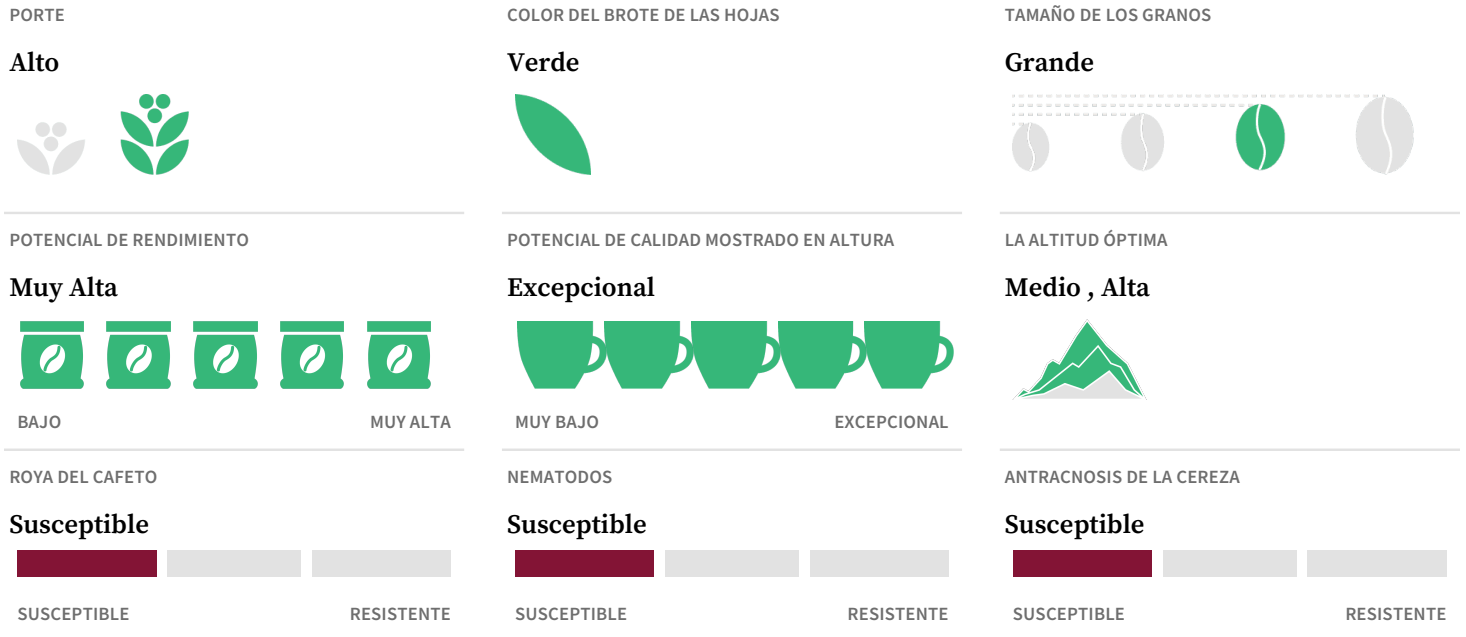 PORTE
Alto
COLOR DEL BROTE DE LAS HOJAS
Verde
TAMAÑO DE LOS GRANOS
Grande
POTENCIAL DE RENDIMIENTO
Muy Alta
BAJO
MUY ALTA
POTENCIAL DE CALIDAD MOSTRADO EN ALTURA
Excepcional
MUY BAJO
EXCEPCIONAL
LA ALTITUD ÓPTIMA
Medio , Alta
ROYA DEL CAFETO
Susceptible
SUSCEPTIBLE
RESISTENTE
NEMATODOS
Susceptible
SUSCEPTIBLE
RESISTENTE
ANTRACNOSIS DE LA CEREZA
Susceptible
SUSCEPTIBLE
RESISTENTE